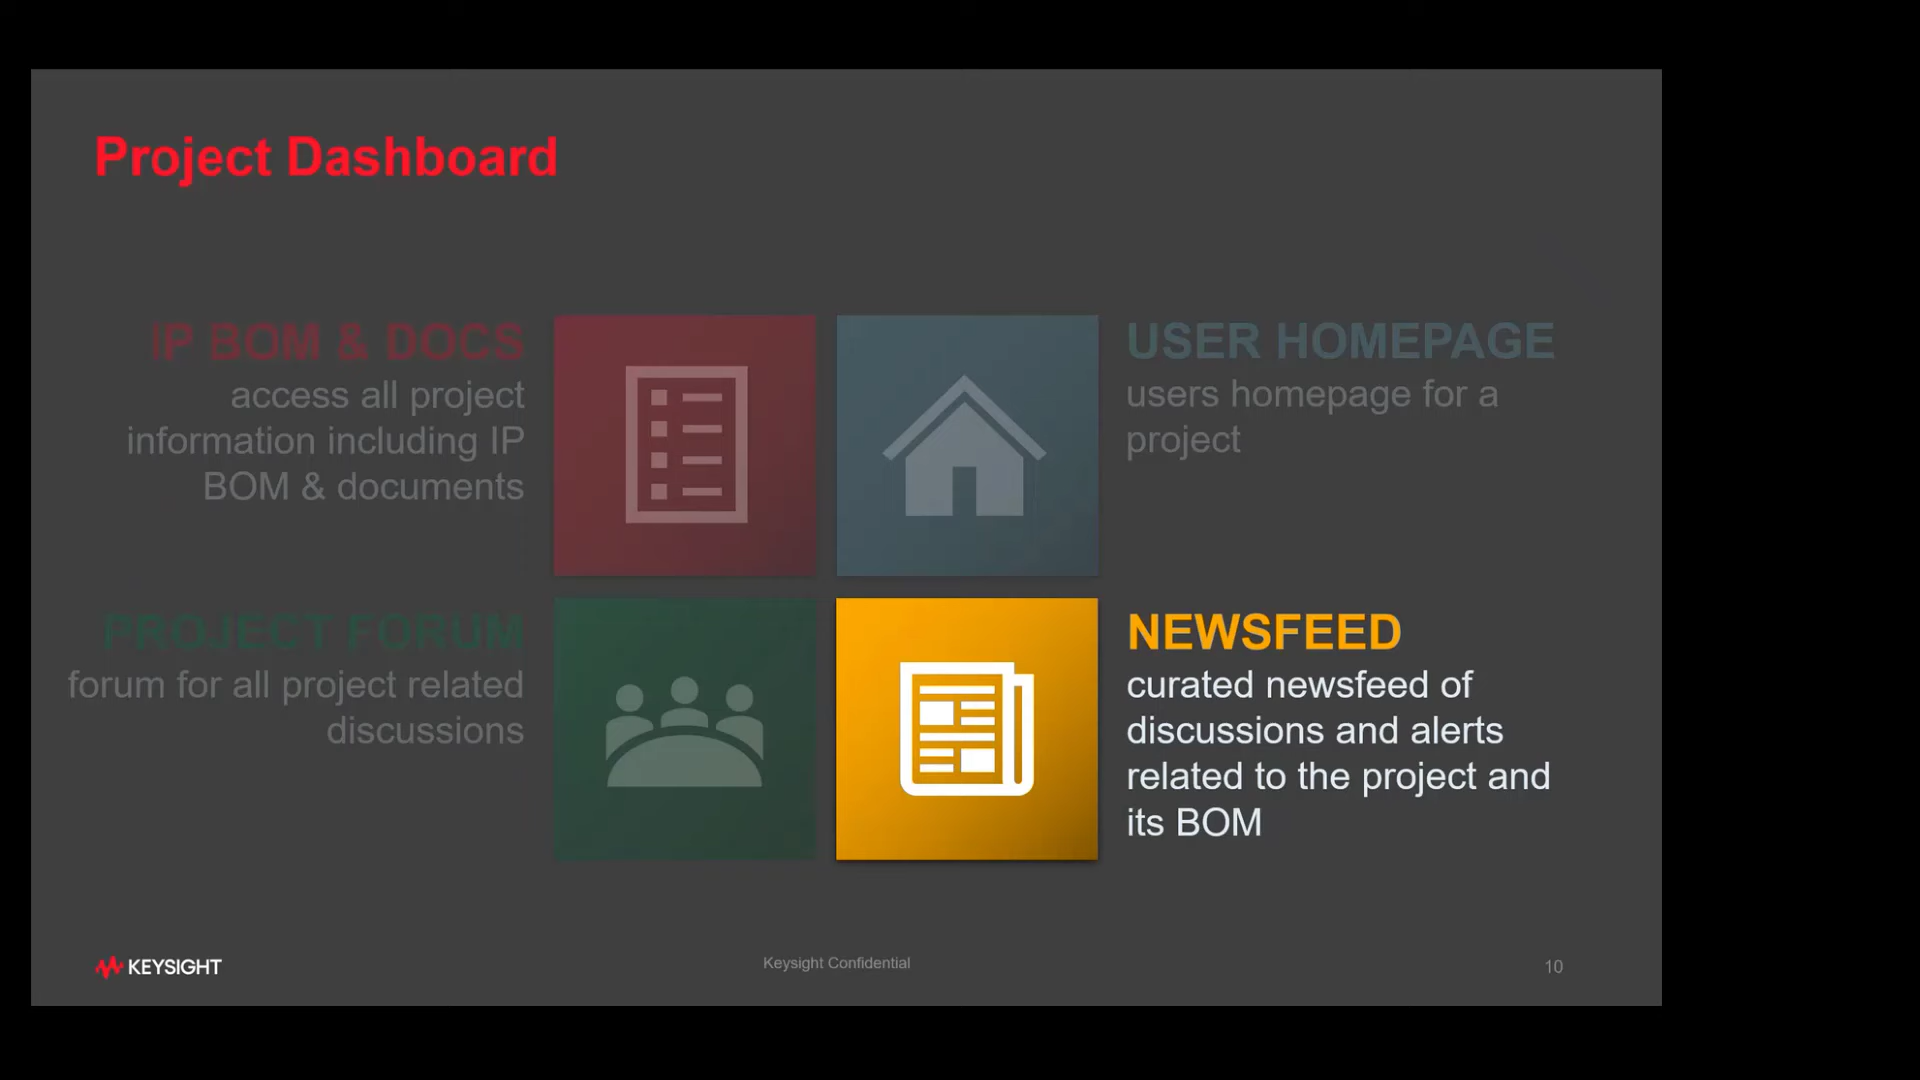 Project Dashboard
IP BOM & DOCS
access all project
information including IP
BOM & documents
USER HOMEPAGE
users homepage for a
project
PROJECT FORUM
forum for all project related
discussions
NEWSFEED
curated newsfeed of
discussions and alerts
related to the project and
its BOM
KEYSIGHT
Keysight Confidential
10